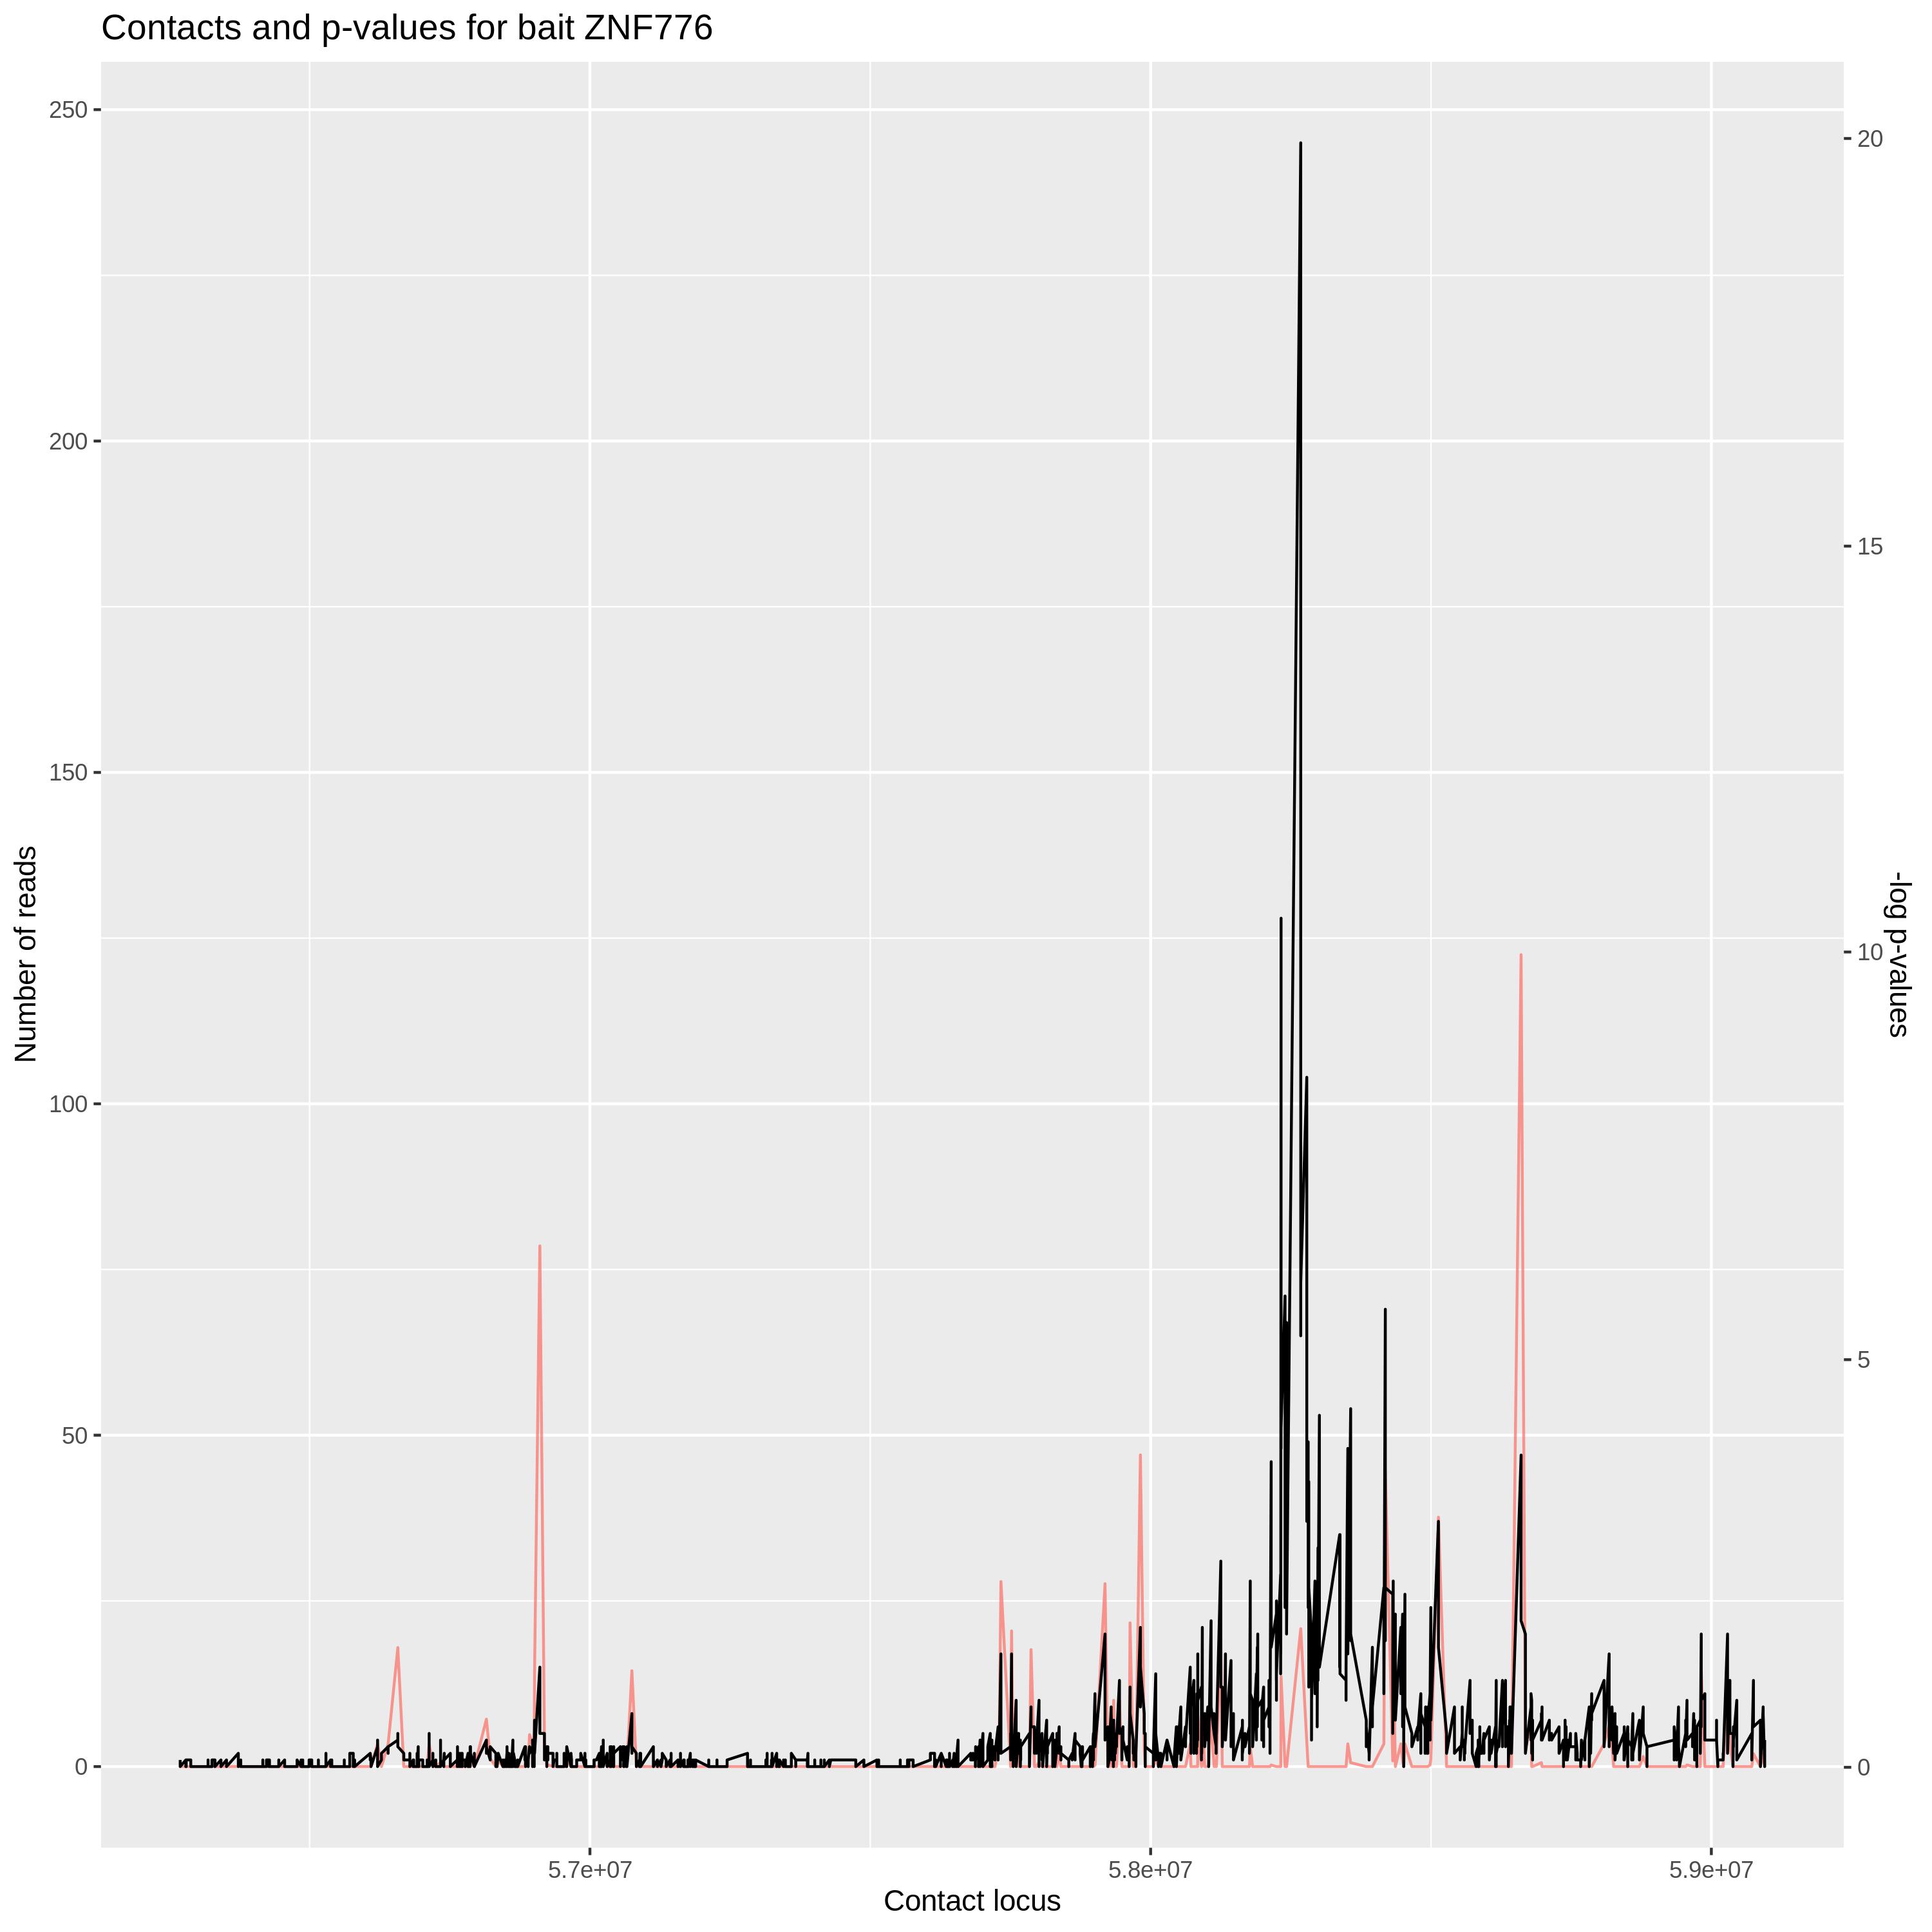 Contacts and p-values for bait ZNF776
250
200
150
100
50
0
Number of reads
20
15
10
5
0
-log p-values
5.7e+07
5.8e+07
5.9e+07
Contact locus